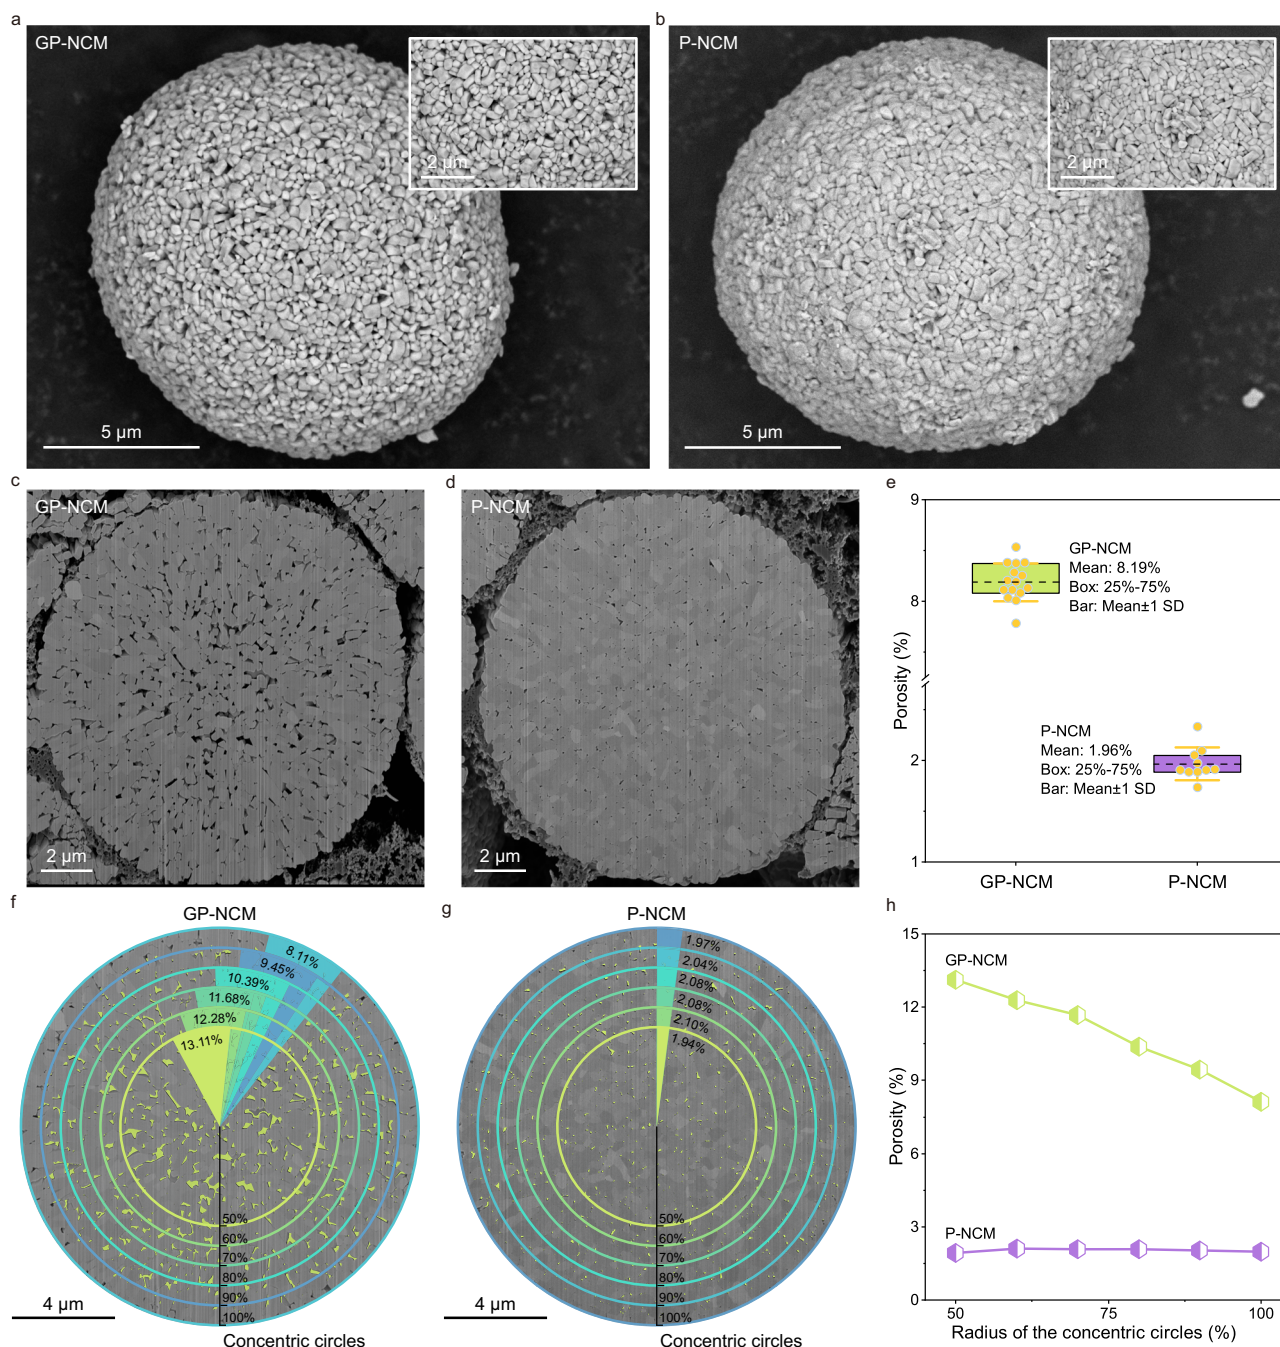 a
GP-NCM
2 µm
5 µm
b
P-NCM
2 µm
5 µm
c
GP-NCM
2 µm
d
P-NCM
2 µm
e
9
8
2
1
Porosity (%)
GP-NCM
Mean: 8.19%
Box: 25%-75%
Bar: Mean±1 SD
P-NCM
Mean: 1.96%
Box: 25%-75%
Bar: Mean±1 SD
GP-NCM
P-NCM
f
GP-NCM
8.11%
9.45%
10.39%
11.68%
12.28%
13.11%
50%
60%
70%
80%
90%
100%
4 µm
Concentric circles
g
P-NCM
1.97%
2.04%
2.08%
2.08%
2.10%
1.94%
50%
60%
70%
80%
90%
100%
4 µm
Concentric circles
h
15
12
9
6
3
0
Porosity (%)
GP-NCM
P-NCM
50
75
100
Radius of the concentric circles (%)